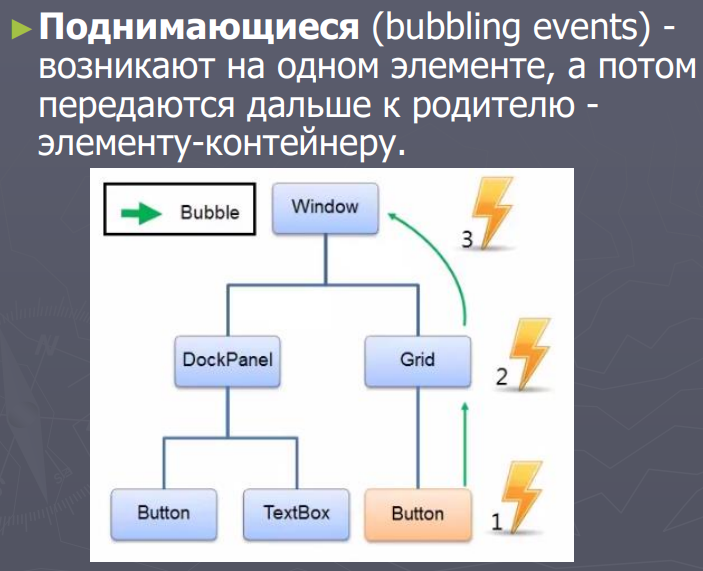 Поднимающиеся (bubbling events) -
возникают на одном элементе, а потом
передаются дальше к родителю -
элементу-контейнеру.
Bubble
Window
3
DockPanel
Grid
2
Button
TextBox
Button
1